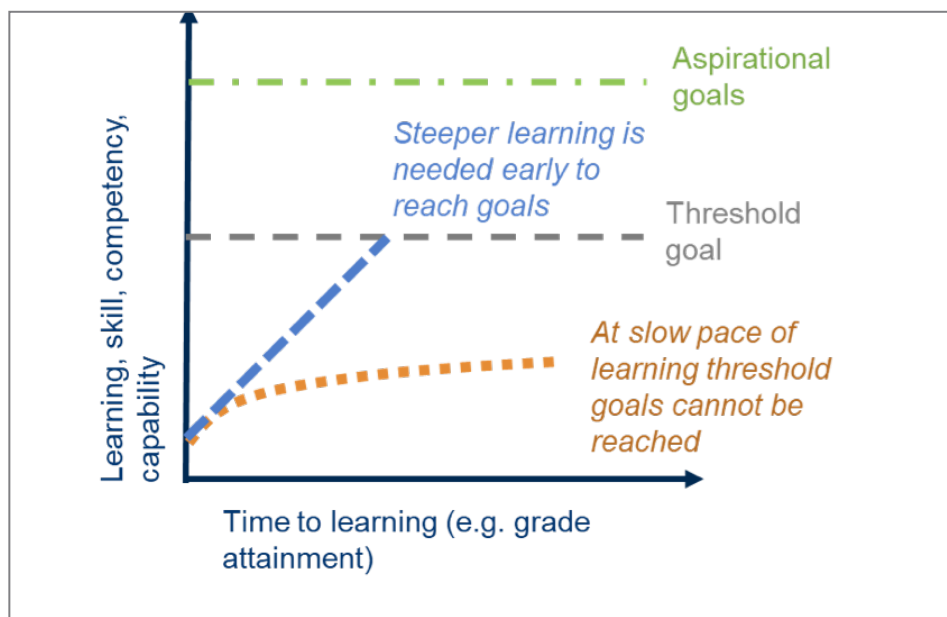 Aspirational
goals
Steeper learning is
needed early to
reach goals
Threshold
goal
At slow pace of
learning threshold
goals cannot be
reached
Learning, skill, competency,
capability
Time to learning (e.g. grade
attainment)